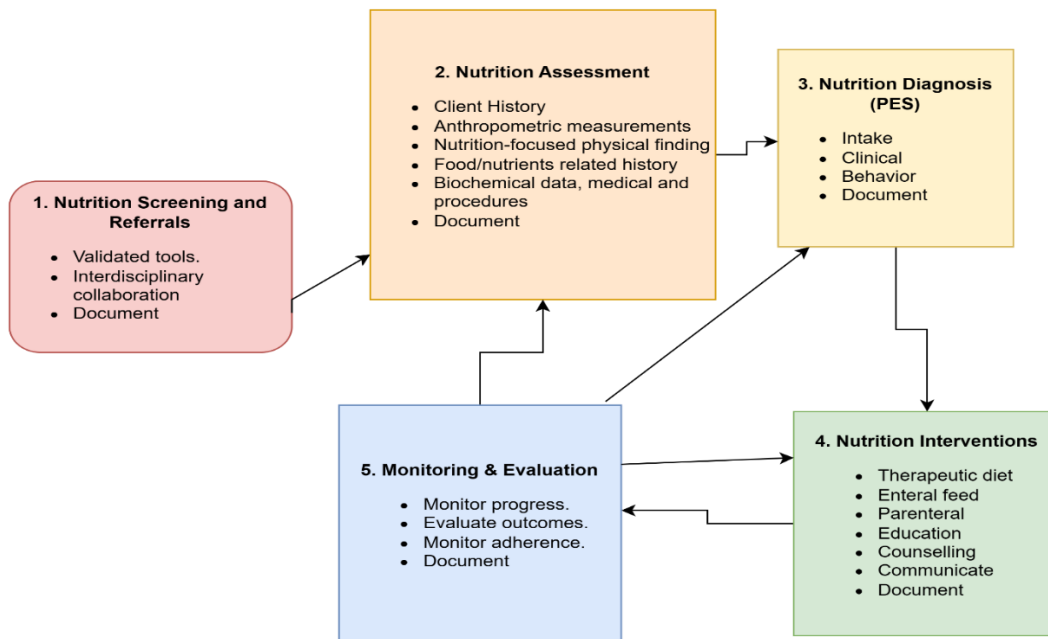 1. Nutrition Screening and
Referrals
• Validated tools.
• Interdisciplinary
collaboration
• Document
2. Nutrition Assessment
• Client History
• Anthropometric measurements
• Nutrition-focused physical finding
• Food/nutrients related history
• Biochemical data, medical and
procedures
• Document
3. Nutrition Diagnosis
(PES)
• Intake
• Clinical
• Behavior
• Document
4. Nutrition Interventions
• Therapeutic diet
• Enteral feed
• Parenteral
• Education
• Counselling
• Communicate
• Document
5. Monitoring & Evaluation
• Monitor progress.
• Evaluate outcomes.
• Monitor adherence.
• Document